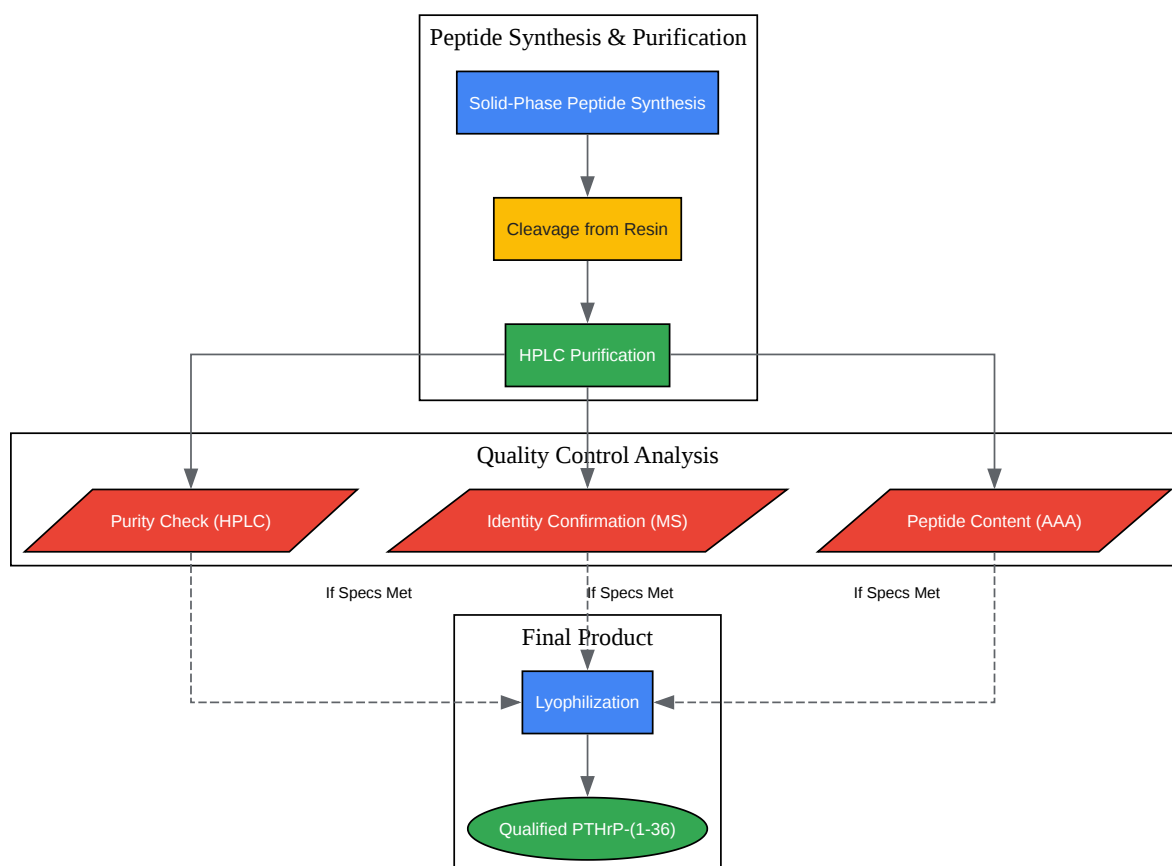 Peptide Synthesis & Purification
Solid-Phase Peptide Synthesis
Cleavage from Resin
HPLC Purification
Quality Control Analysis
Purity Check (HPLC)
Identity Confirmation (MS)
Peptide Content (AAA)
If Specs Met
If Specs Met
If Specs Met
Final Product
Lyophilization
Qualified PTHrP-(1-36)